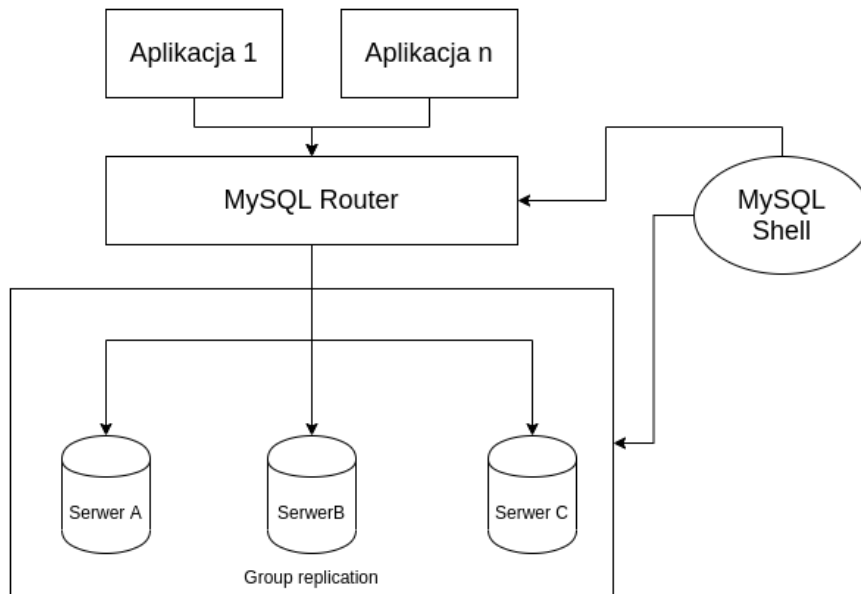 Aplikacja 1
Aplikacja n
MySQL Router
MySQL
Shell
Serwer A
SerwerB
Serwer C
Group replication